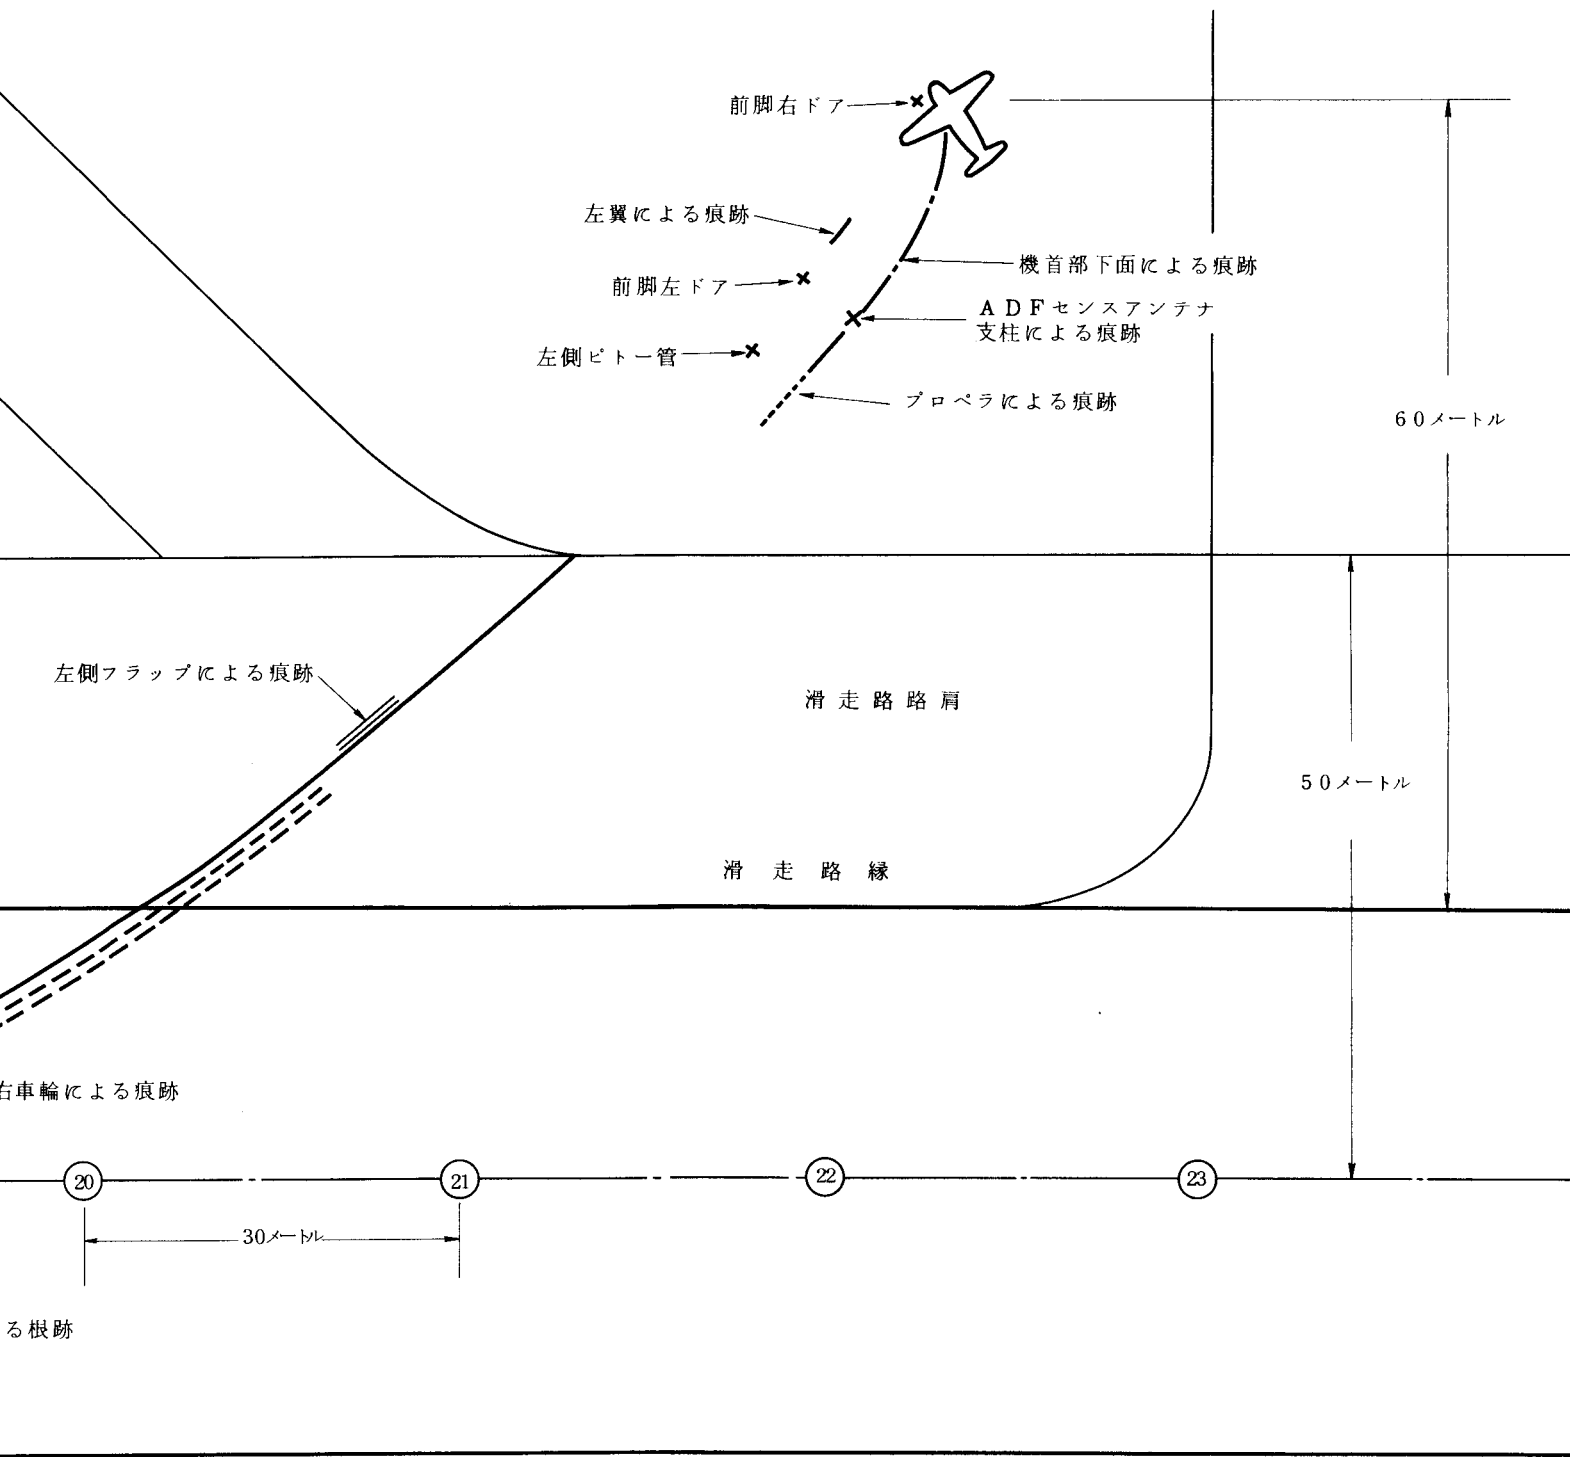 前脚右ドア
左翼による痕跡
機首部下面による痕跡
前脚左ドア
ADFセンスアンテナ
支柱による痕跡
左側ピトー管
プロペラによる痕跡
60メートル
左側フラップによる痕跡
滑走路路肩
50メートル
滑走路縁
右車輪による痕跡
20
21
22
23
30メートル
る根跡